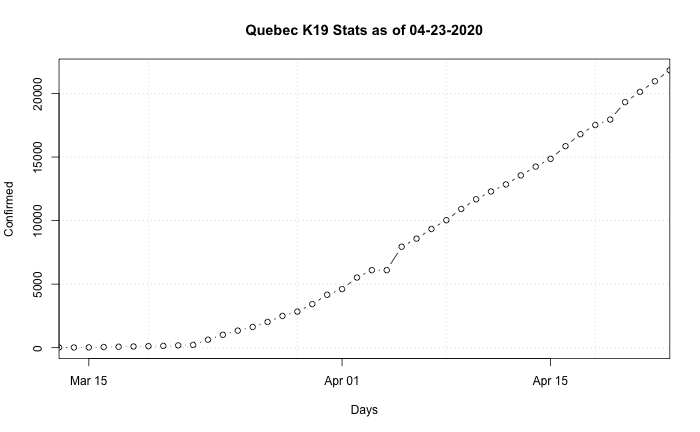 Quebec K19 Stats as of 04-23-2020
20000
15000
10000
5000
0
Confirmed
Mar 15 Apr 01 Apr 15
Days